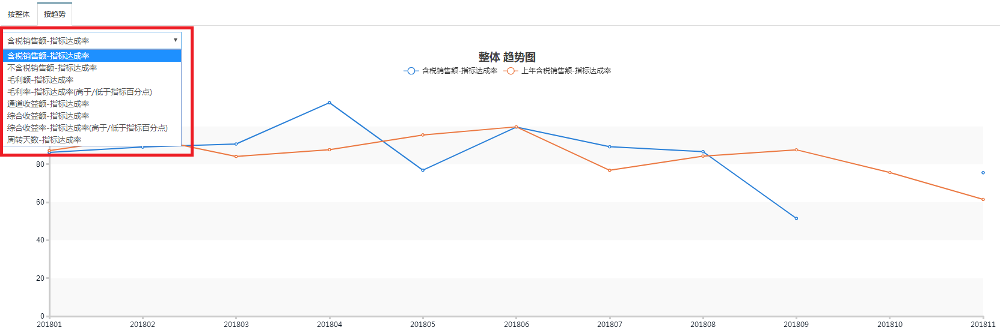 按整体 按趋势
含税销售额-指标达成率
含税销售额-指标达成率
不含税销售额-指标达成率
毛利额-指标达成率
毛利率-指标达成率(高于/低于指标百分点)
通道收益额-指标达成率
综合收益额-指标达成率
综合收益率-指标达成率(高于/低于指标百分点)
周转天数-指标达成率
整体 趋势图
含税销售额-指标达成率 上年含税销售额-指标达成率
80
60
40
20
0
201801 201802 201803 201804 201805 201806 201807 201808 201809 201810 201811